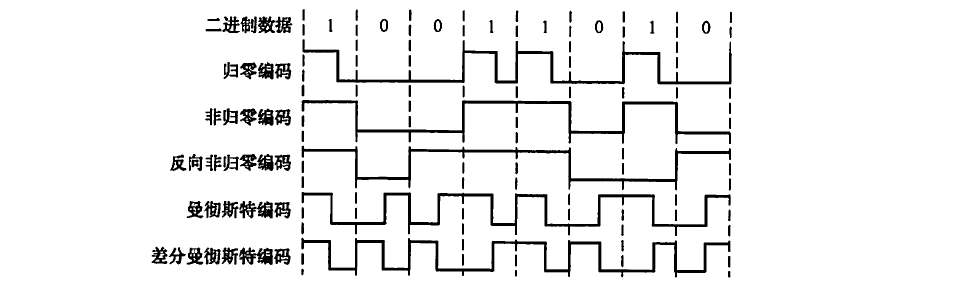 二进制数据 1 0 0 1 1 0 1 0
归零编码
非归零编码
反向非归零编码
曼彻斯特编码
差分曼彻斯特编码